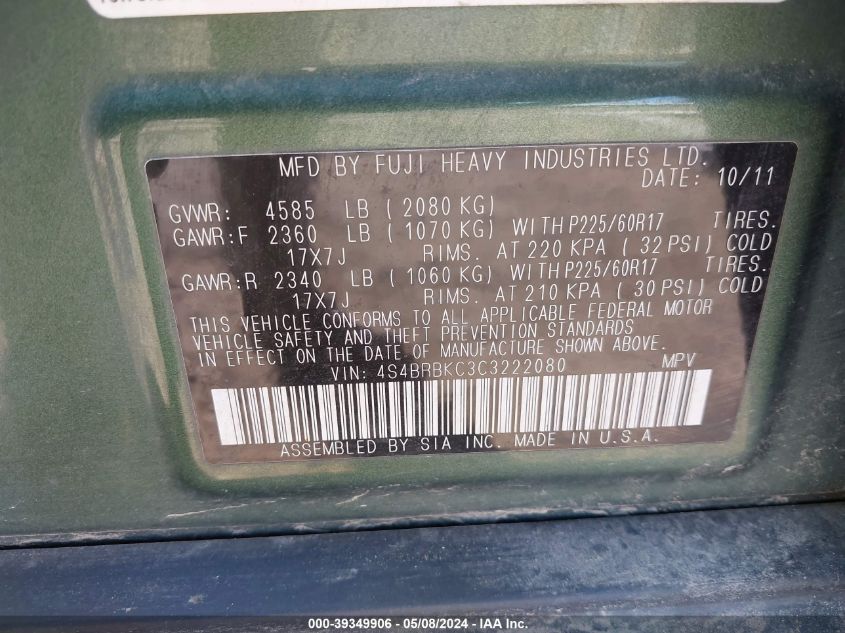 MFD BY FUJI HEAVY INDUSTRIES LTD.
DATE: 10/11
GVWR: 4585 LB (2080 KG)
GAWR:F 2360 LB (1070 KG) WITH P225/60R17 TIRES.
17X7J RIMS. AT 220 KPA (32 PSI) COLD
GAWR:R 2340 LB (1060 KG) WITH P225/60R17 TIRES.
17X7J RIMS. AT 210 KPA (30 PSI) COLD
THIS VEHICLE CONFORMS TO ALL APPLICABLE FEDERAL MOTOR
VEHICLE SAFETY AND THEFT PREVENTION STANDARDS
IN EFFECT ON THE DATE OF MANUFACTURE SHOWN ABOVE.
VIN: 4S4BRBKC3C3222080 MPV
ASSEMBLED BY SIA INC. MADE IN U.S.A.
000-39349906 - 05/08/2024 - IAA, Inc.